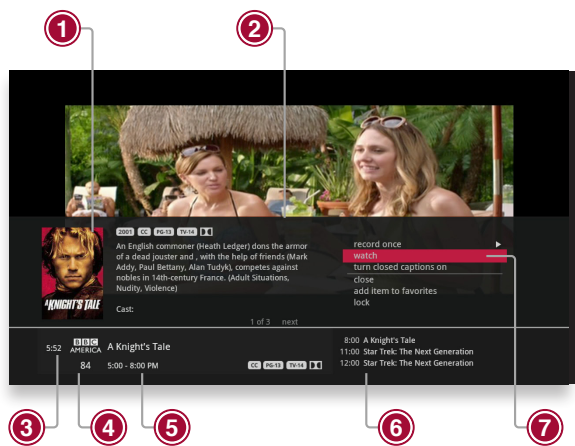 1
2
2001 CC PG-13 TV-14
An English commoner (Heath Ledger) dons the armor
of a dead jouster and , with the help of friends (Mark
Addy, Paul Bettany, Alan Tudyk), competes against
nobles in 14th-century France. (Adult Situations,
Nudity, Violence)
Cast:
1 of 3 next
A KNIGHT'S TALE
record once
watch
turn closed captions on
close
add item to favorites
lock
5:52
BBC
AMERICA
84
A Knight's Tale
5:00 - 8:00 PM
CC PG-13 TV-14
8:00 A Knight's Tale
11:00 Star Trek: The Next Generation
12:00 Star Trek: The Next Generation
3
4
5
6
7